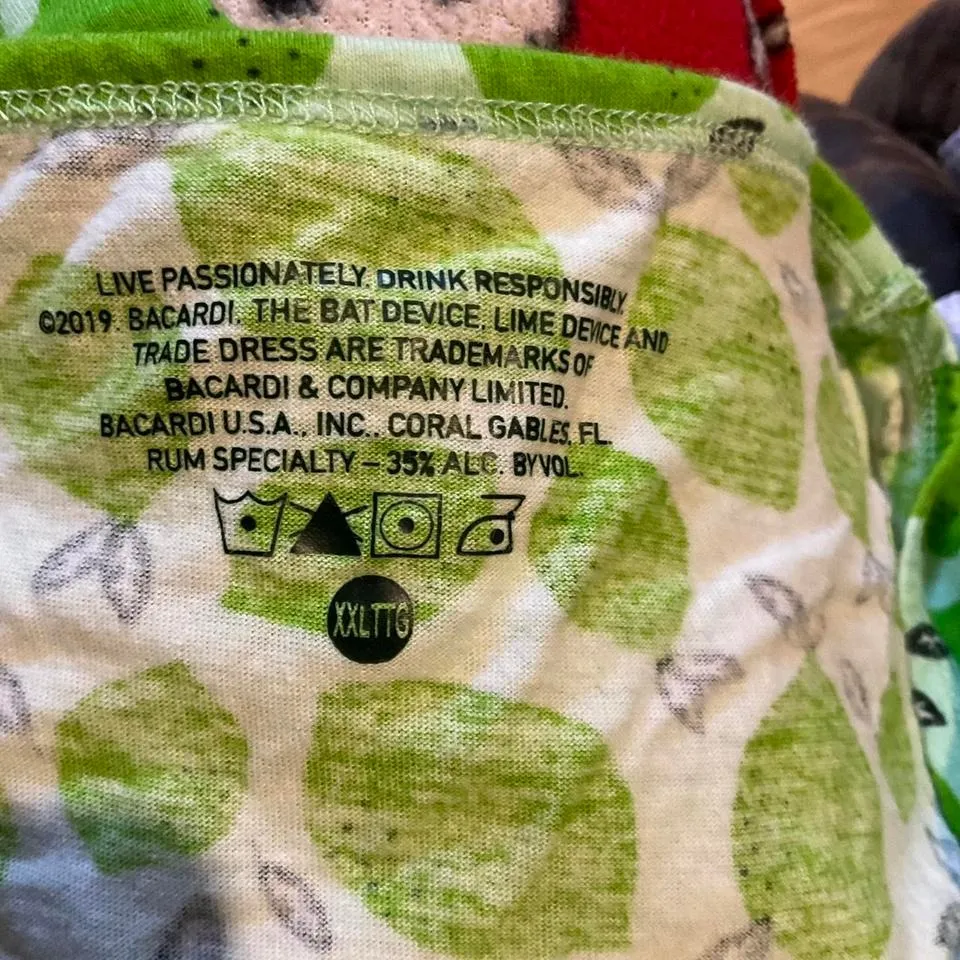 LIVE PASSIONATELY. DRINK RESPONSIBLY.
©2019. BACARDI, THE BAT DEVICE, LIME DEVICE AND
TRADE DRESS ARE TRADEMARKS OF
BACARDI & COMPANY LIMITED.
BACARDI U.S.A., INC., CORAL GABLES, FL.
RUM SPECIALTY – 35% ALC. BY VOL.
XXLTTG